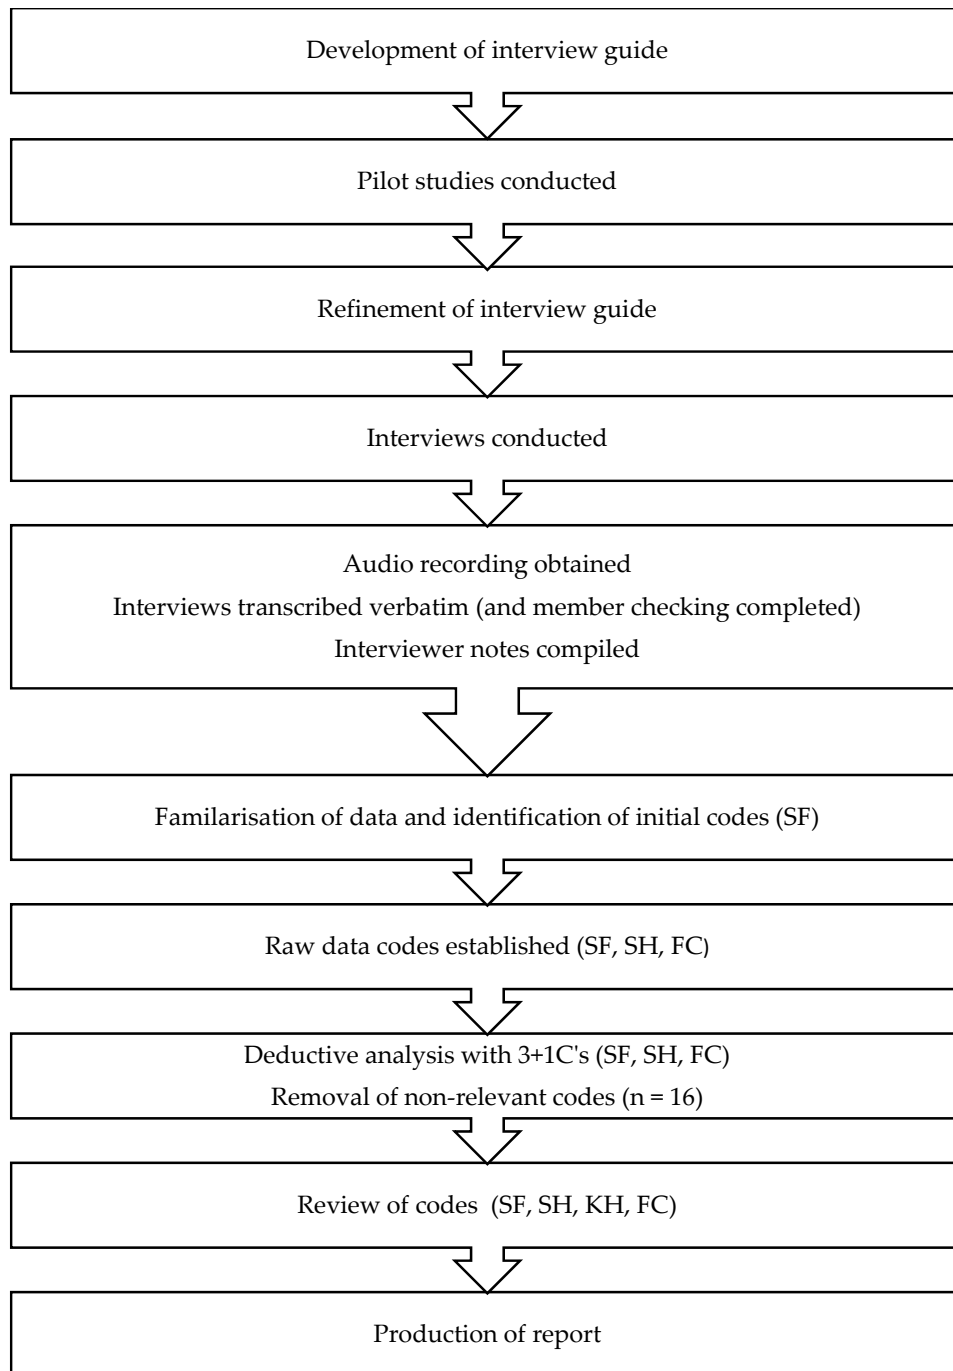 Development of interview guide
Pilot studies conducted
Refinement of interview guide
Interviews conducted
Audio recording obtained
Interviews transcribed verbatim (and member checking completed)
Interviewer notes compiled
Familarisation of data and identification of initial codes (SF)
Raw data codes established (SF, SH, FC)
Deductive analysis with 3+1C's (SF, SH, FC)
Removal of non-relevant codes (n = 16)
Review of codes  (SF, SH, KH, FC)
Production of report